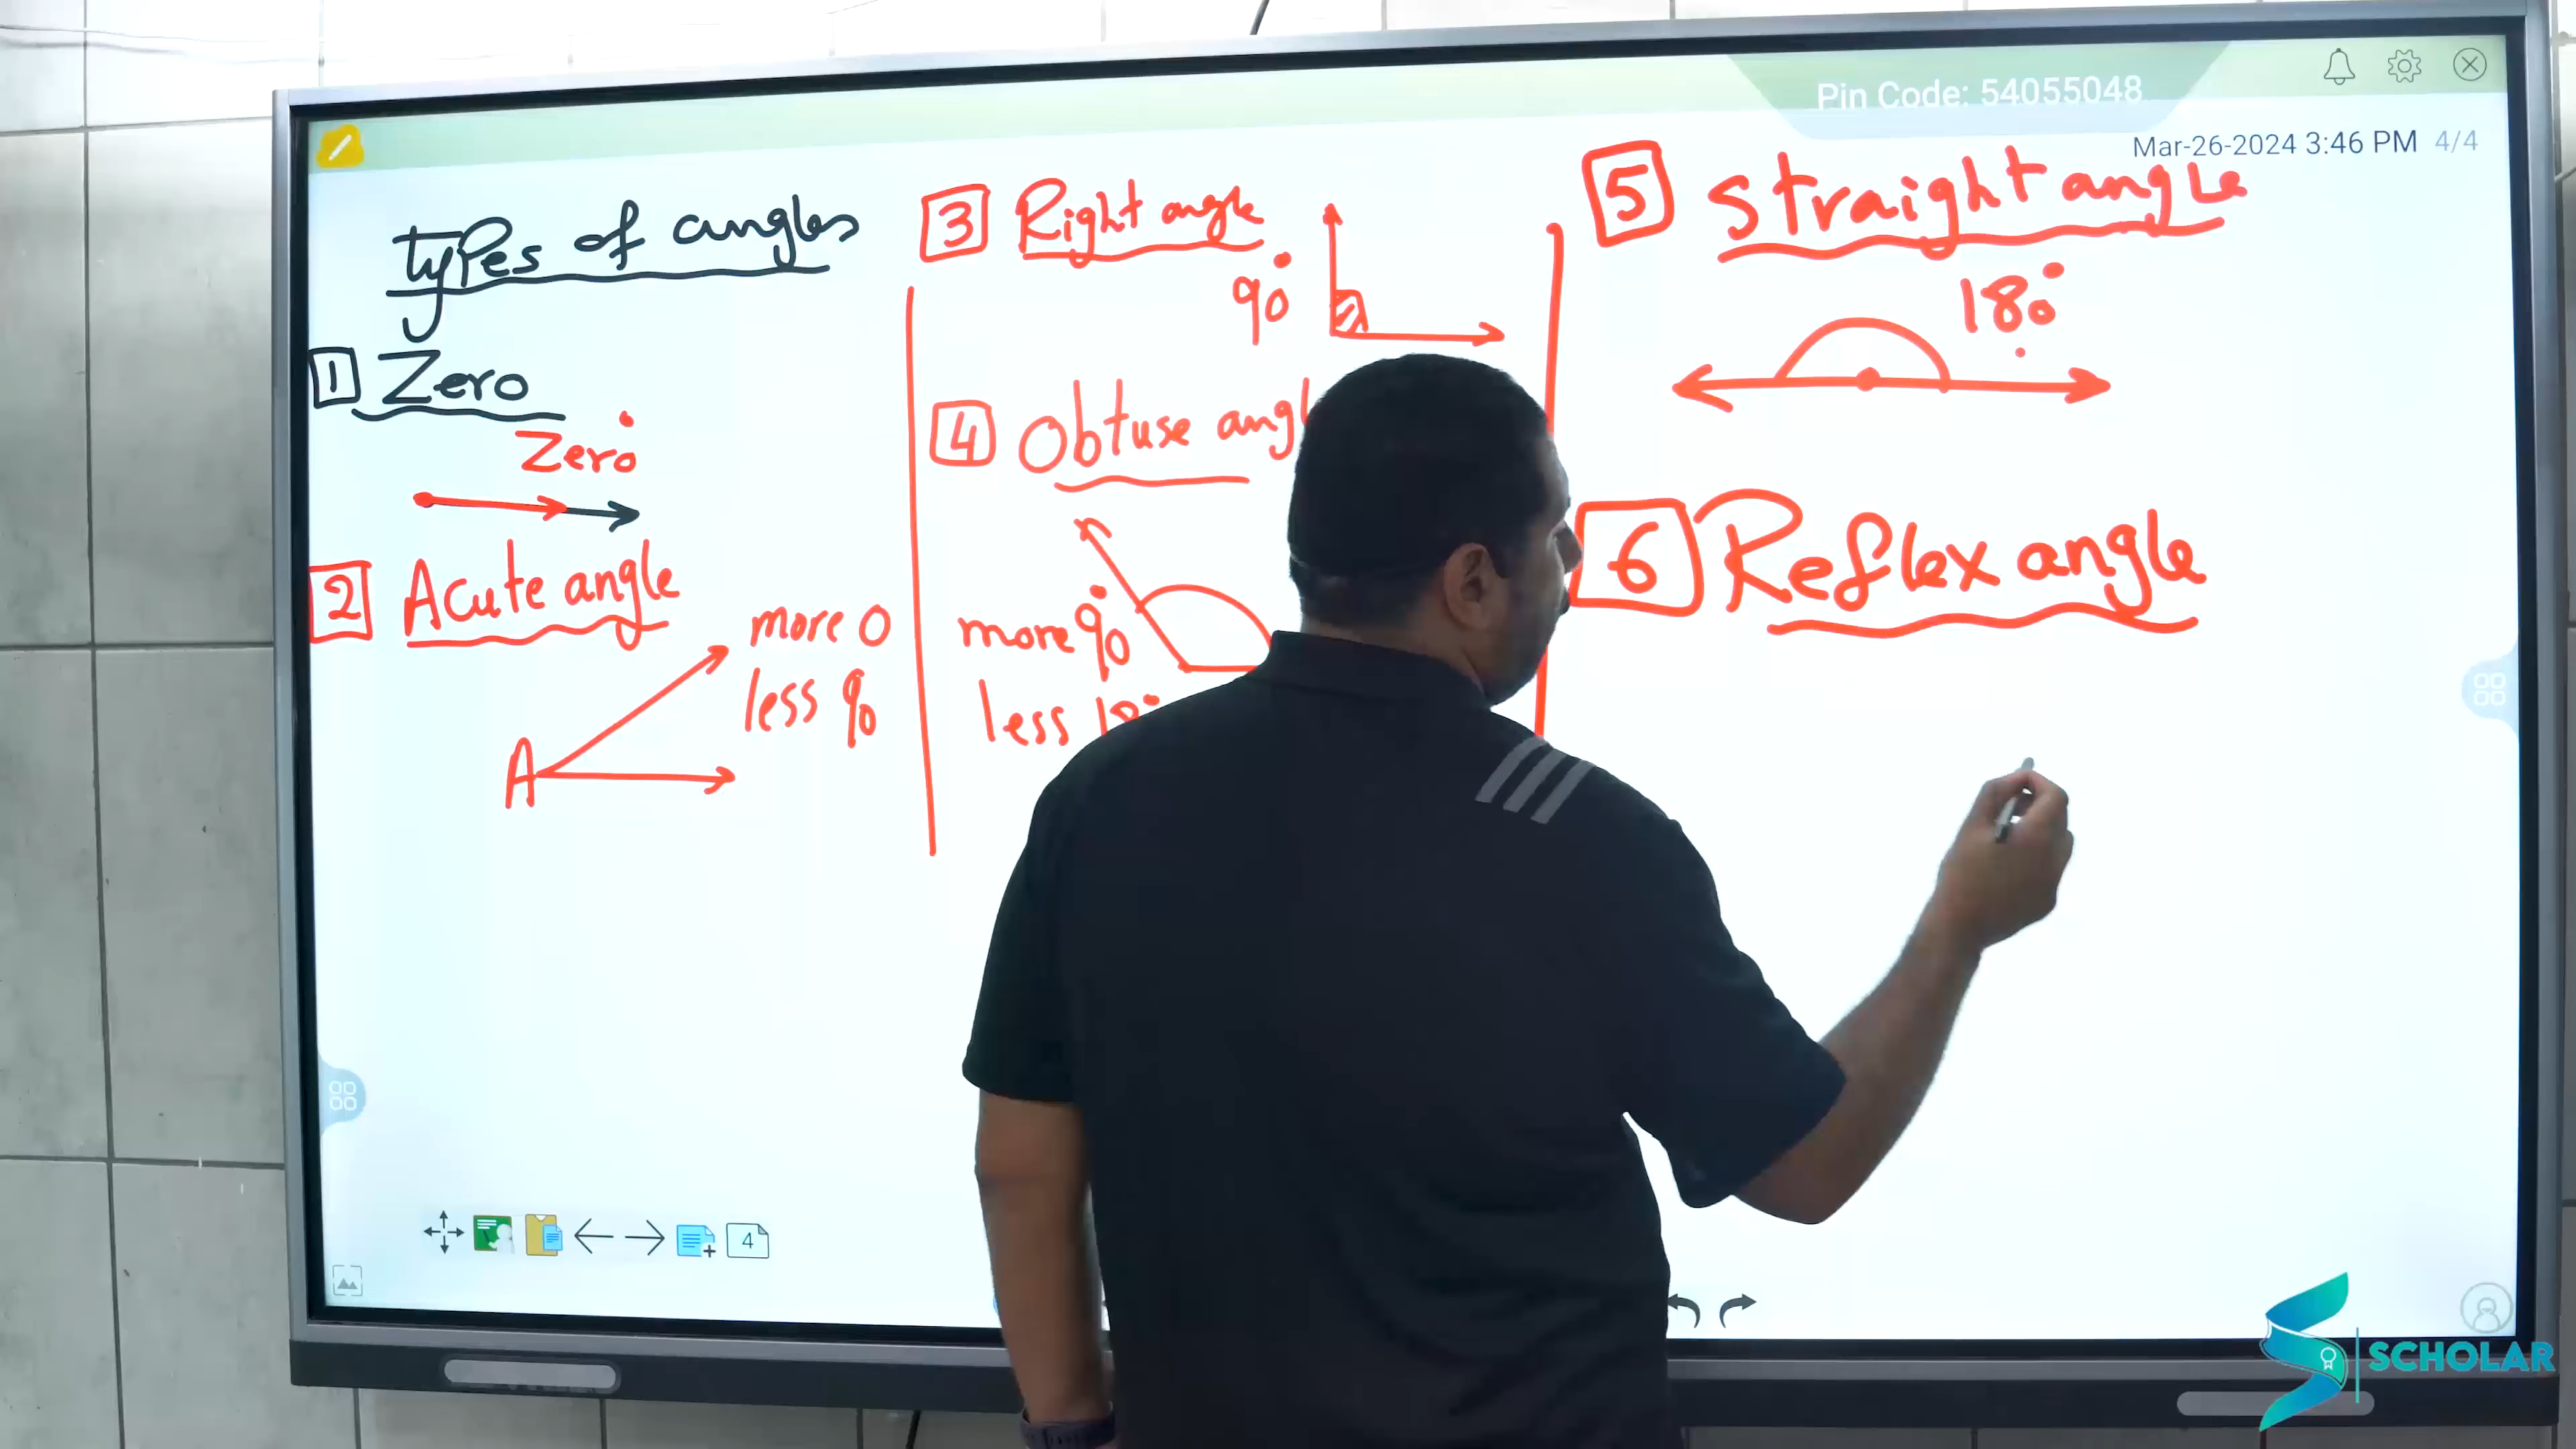 Pin Code: 54055048
Mar-26-2024 3:46 PM 4/4
types of angles
1 Zero
Zero°
2 Acute angle
more 0
less 90
A
3 Right angle
90°
4 Obtuse angl
more 90°
less
5 straight angle
180°
6 Reflex angle
4
SCHOLAR